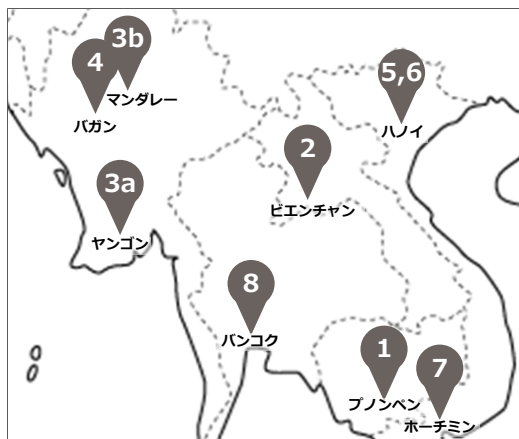 3b
マンダレー
4
バガン
5,6
ハノイ
2
ビエンチャン
3a
ヤンゴン
8
バンコク
1
プノンペン
7
ホーチミン